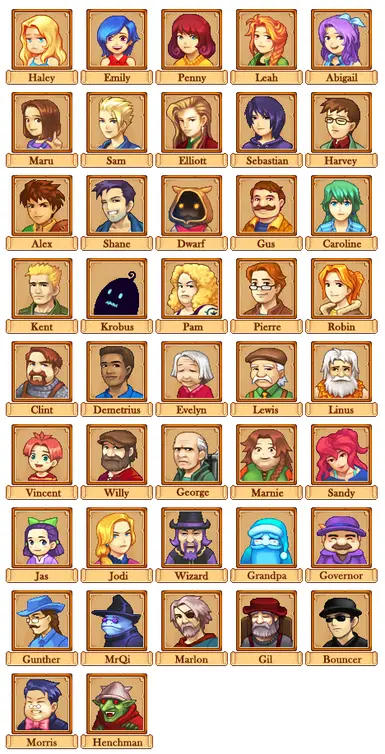 Haley Emily Penny Leah Abigail
Maru Sam Elliott Sebastian Harvey
Alex Shane Dwarf Gus Caroline
Kent Krobus Pam Pierre Robin
Clint Demetrius Evelyn Lewis Linus
Vincent Willy George Marnie Sandy
Jas Jodi Wizard Grandpa Governor
Gunther MrQi Marlon Gil Bouncer
Morris Henchman